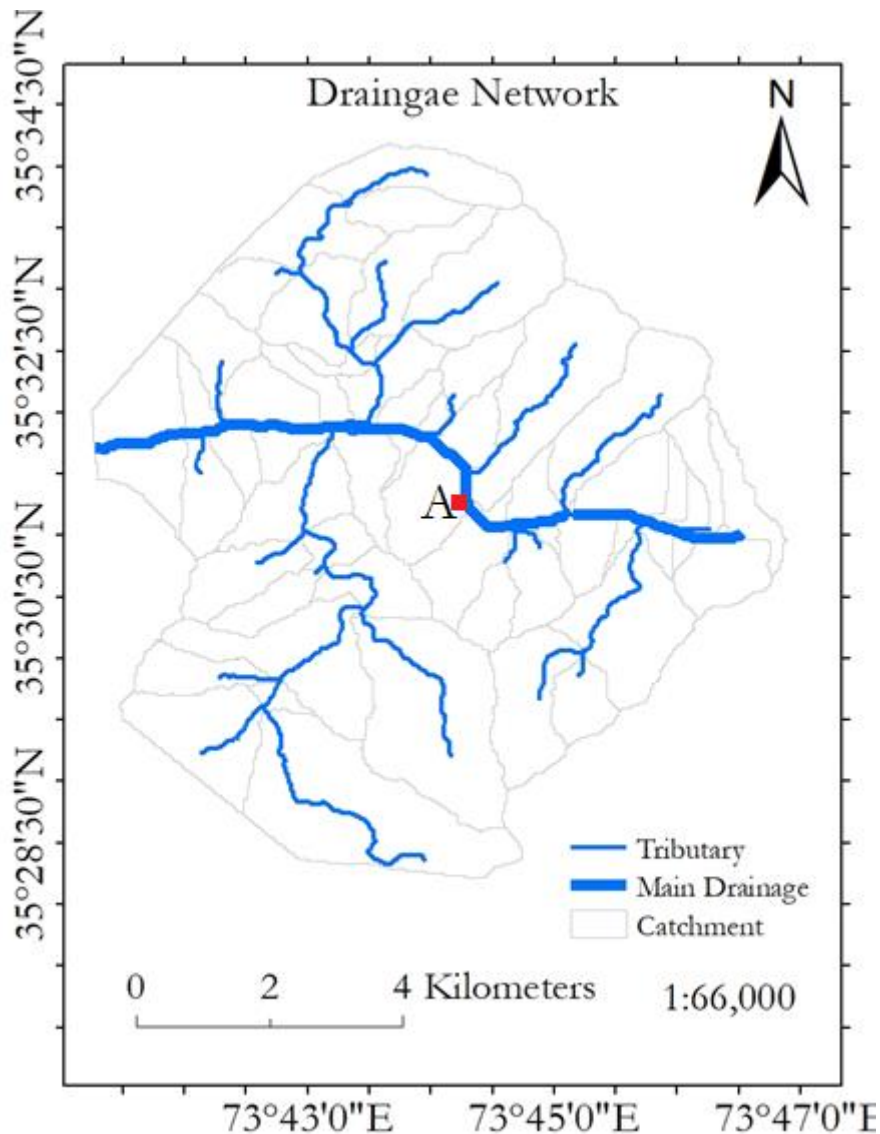 Draingae Network
N
35°34'30"N
35°32'30"N
35°30'30"N
35°28'30"N
A
Tributary
Main Drainage
Catchment
0 2 4 Kilometers
1:66,000
73°43'0"E 73°45'0"E 73°47'0"E